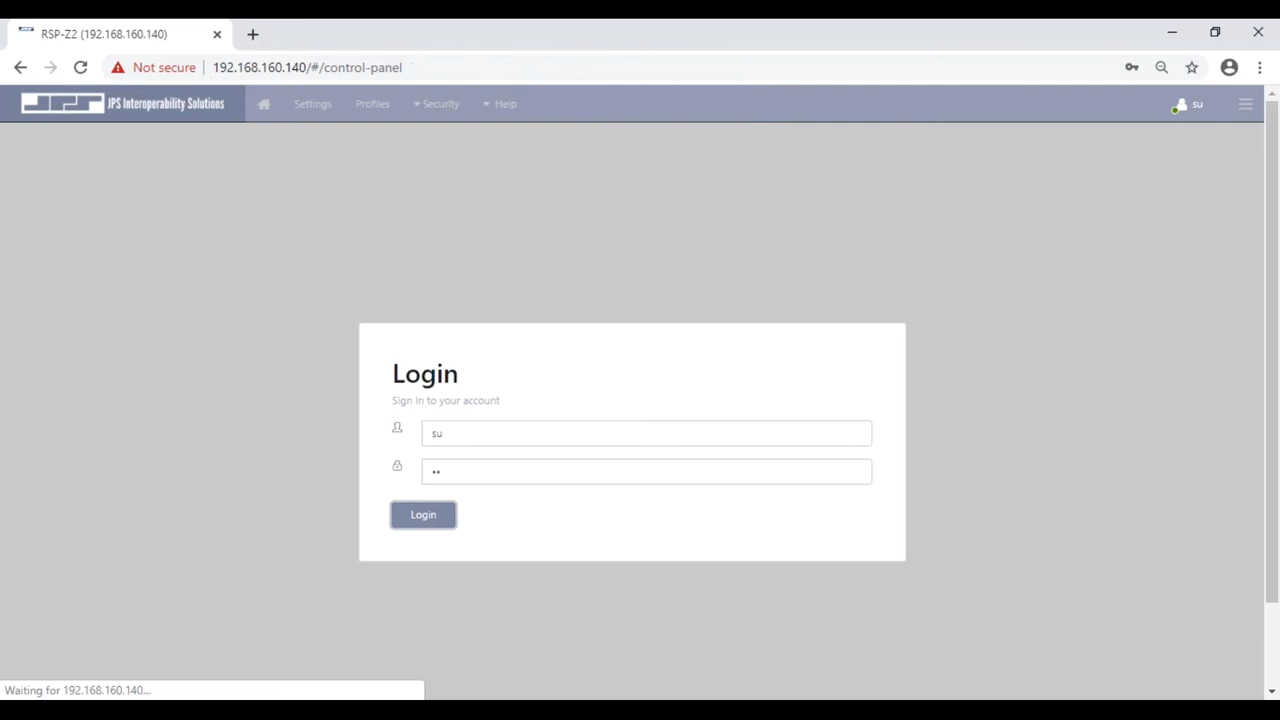 RSP-Z2 (192.168.160.140)
Not secure 192.168.160.140/#/control-panel
JPS Interoperability Solutions Settings Profiles Security Help su
Login
Sign In to your account
su
••
Login
Waiting for 192.168.160.140...